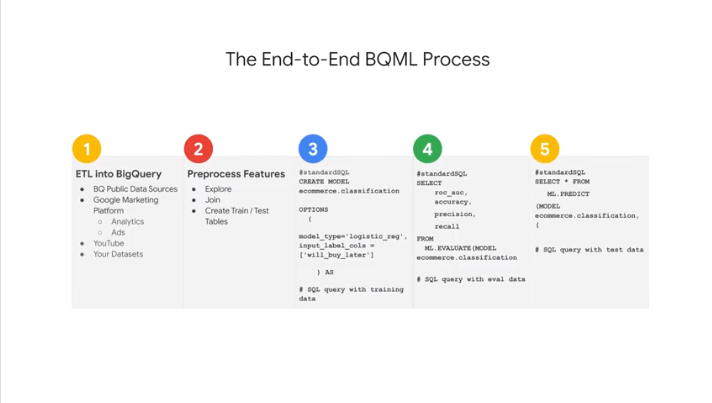 The End-to-End BQML Process
1
ETL into BigQuery
● BQ Public Data Sources
● Google Marketing
Platform
○ Analytics
○ Ads
● YouTube
● Your Datasets
2
Preprocess Features
● Explore
● Join
● Create Train / Test
Tables
3
#standardSQL
CREATE MODEL
ecommerce.classification
OPTIONS
(
model_type='logistic_reg',
input_label_cols =
['will_buy_later']
) AS
# SQL query with training
data
4
#standardSQL
SELECT
roc_auc,
accuracy,
precision,
recall
FROM
ML.EVALUATE(MODEL
ecommerce.classification
# SQL query with eval data
5
#standardSQL
SELECT * FROM
ML.PREDICT
(MODEL
ecommerce.classification,
(
# SQL query with test data